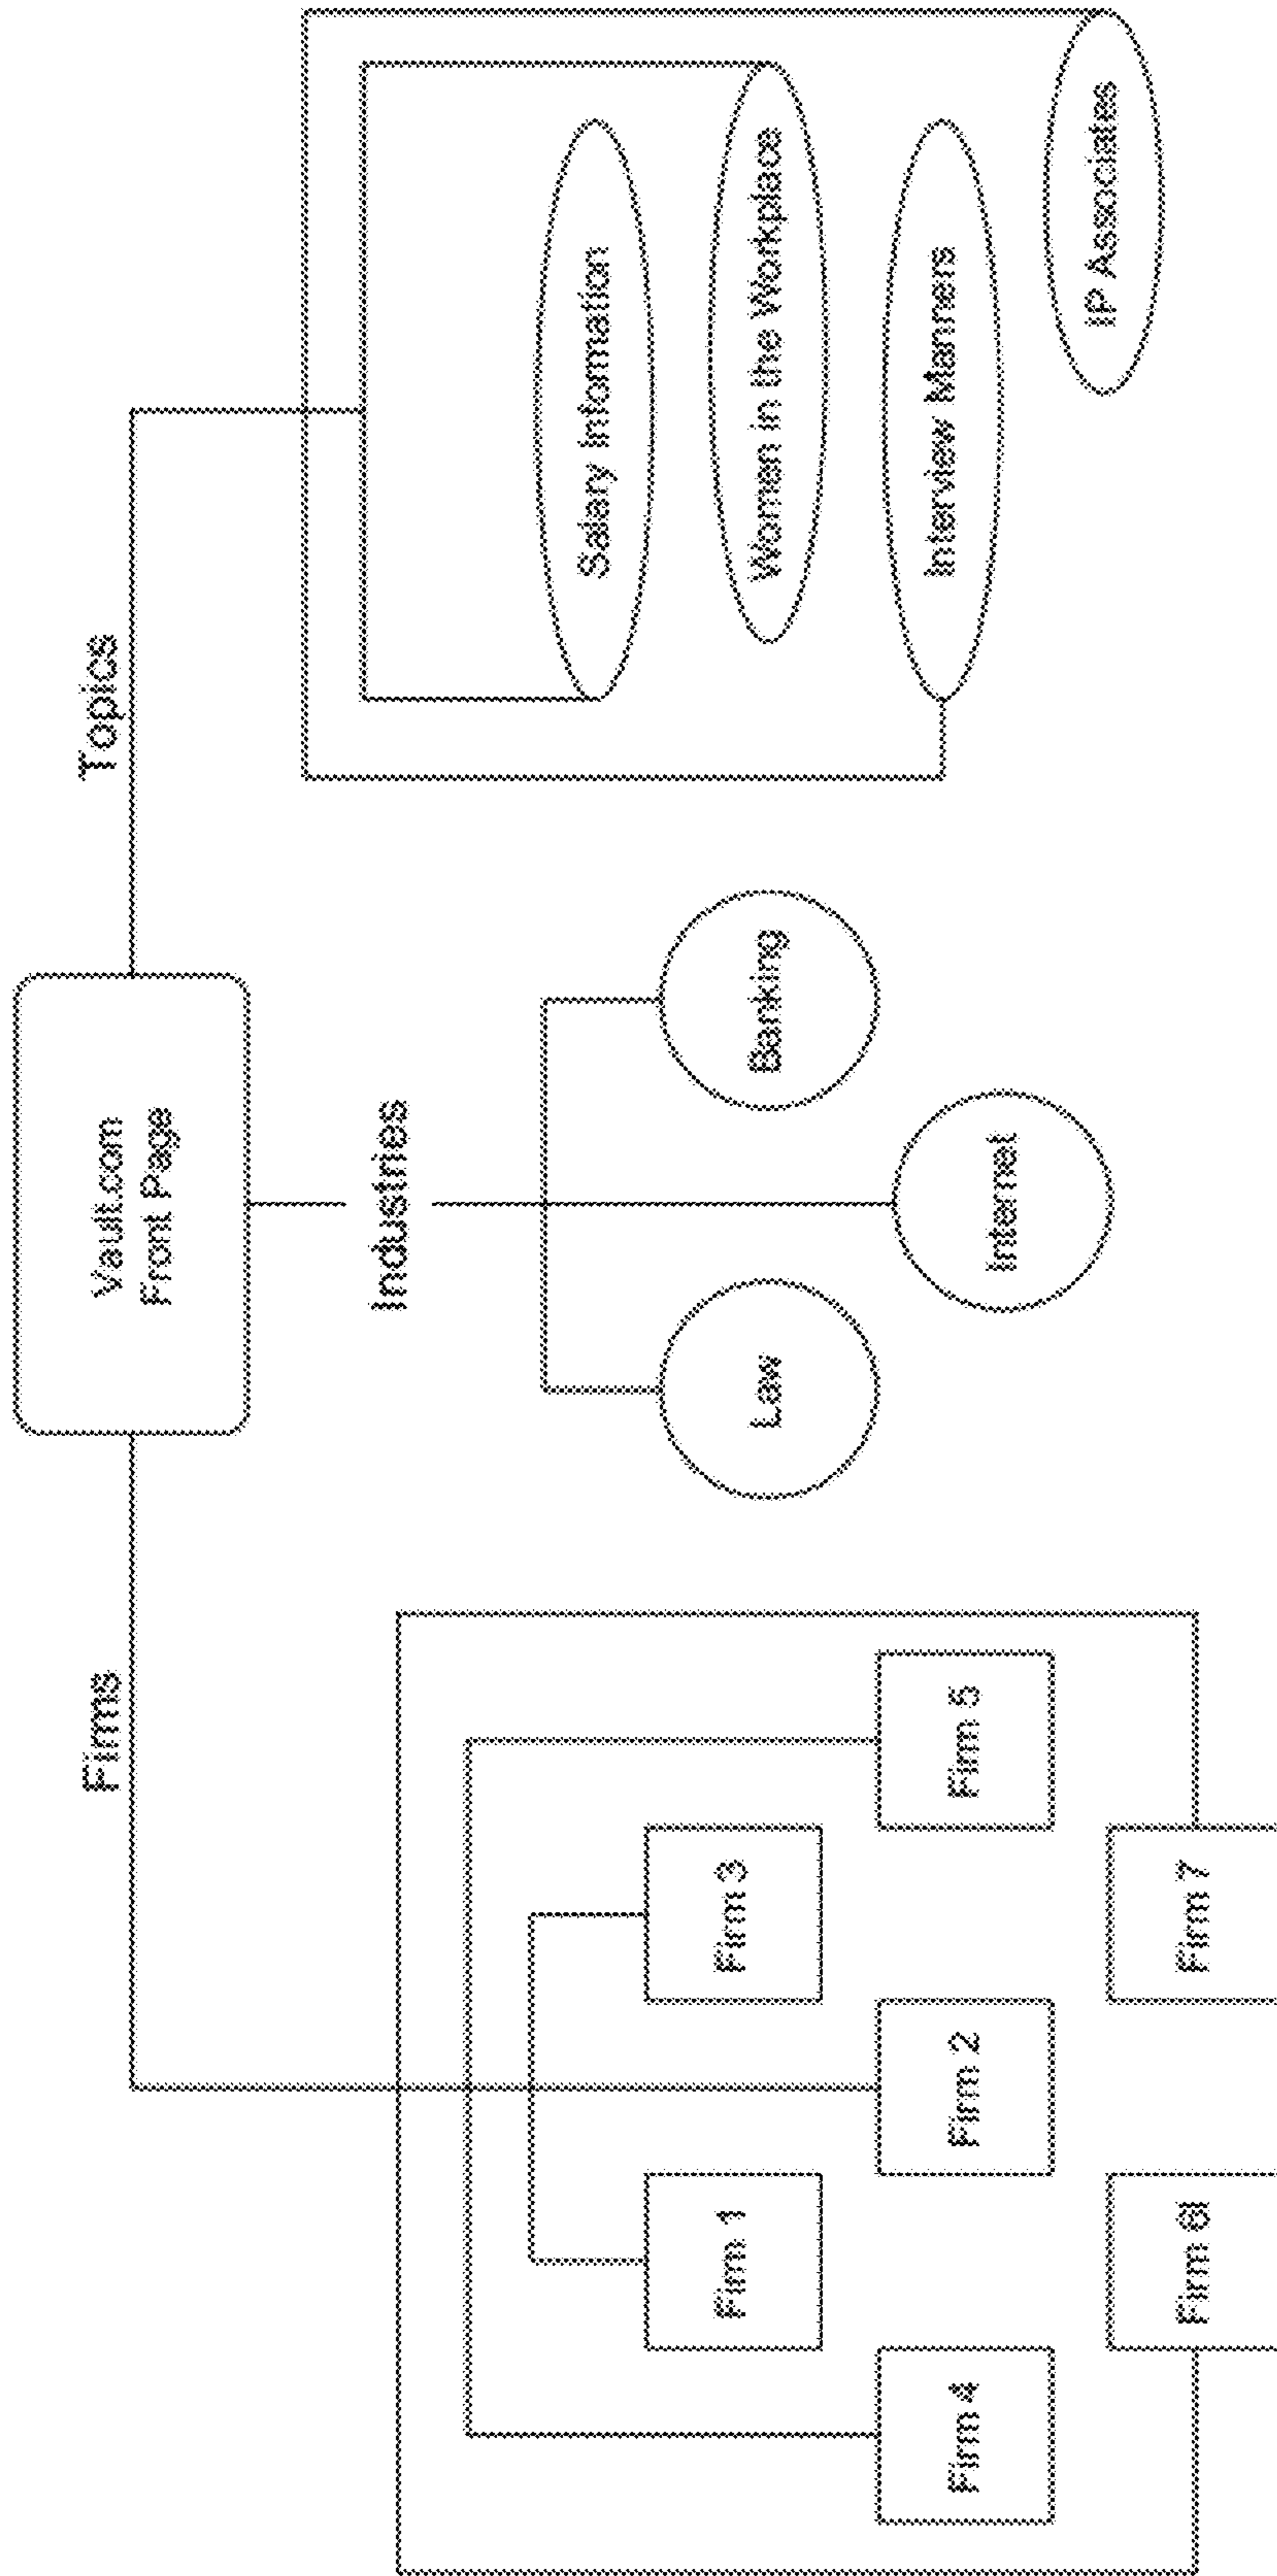 Vault.com
Front Page
Firms
Industries
Topics
Firm 1
Firm 3
Firm 4
Firm 2
Firm 5
Firm 6l
Firm 7
Law
Banking
Internet
Salary Information
Women in the Workplace
Interview Manners
IP Associates